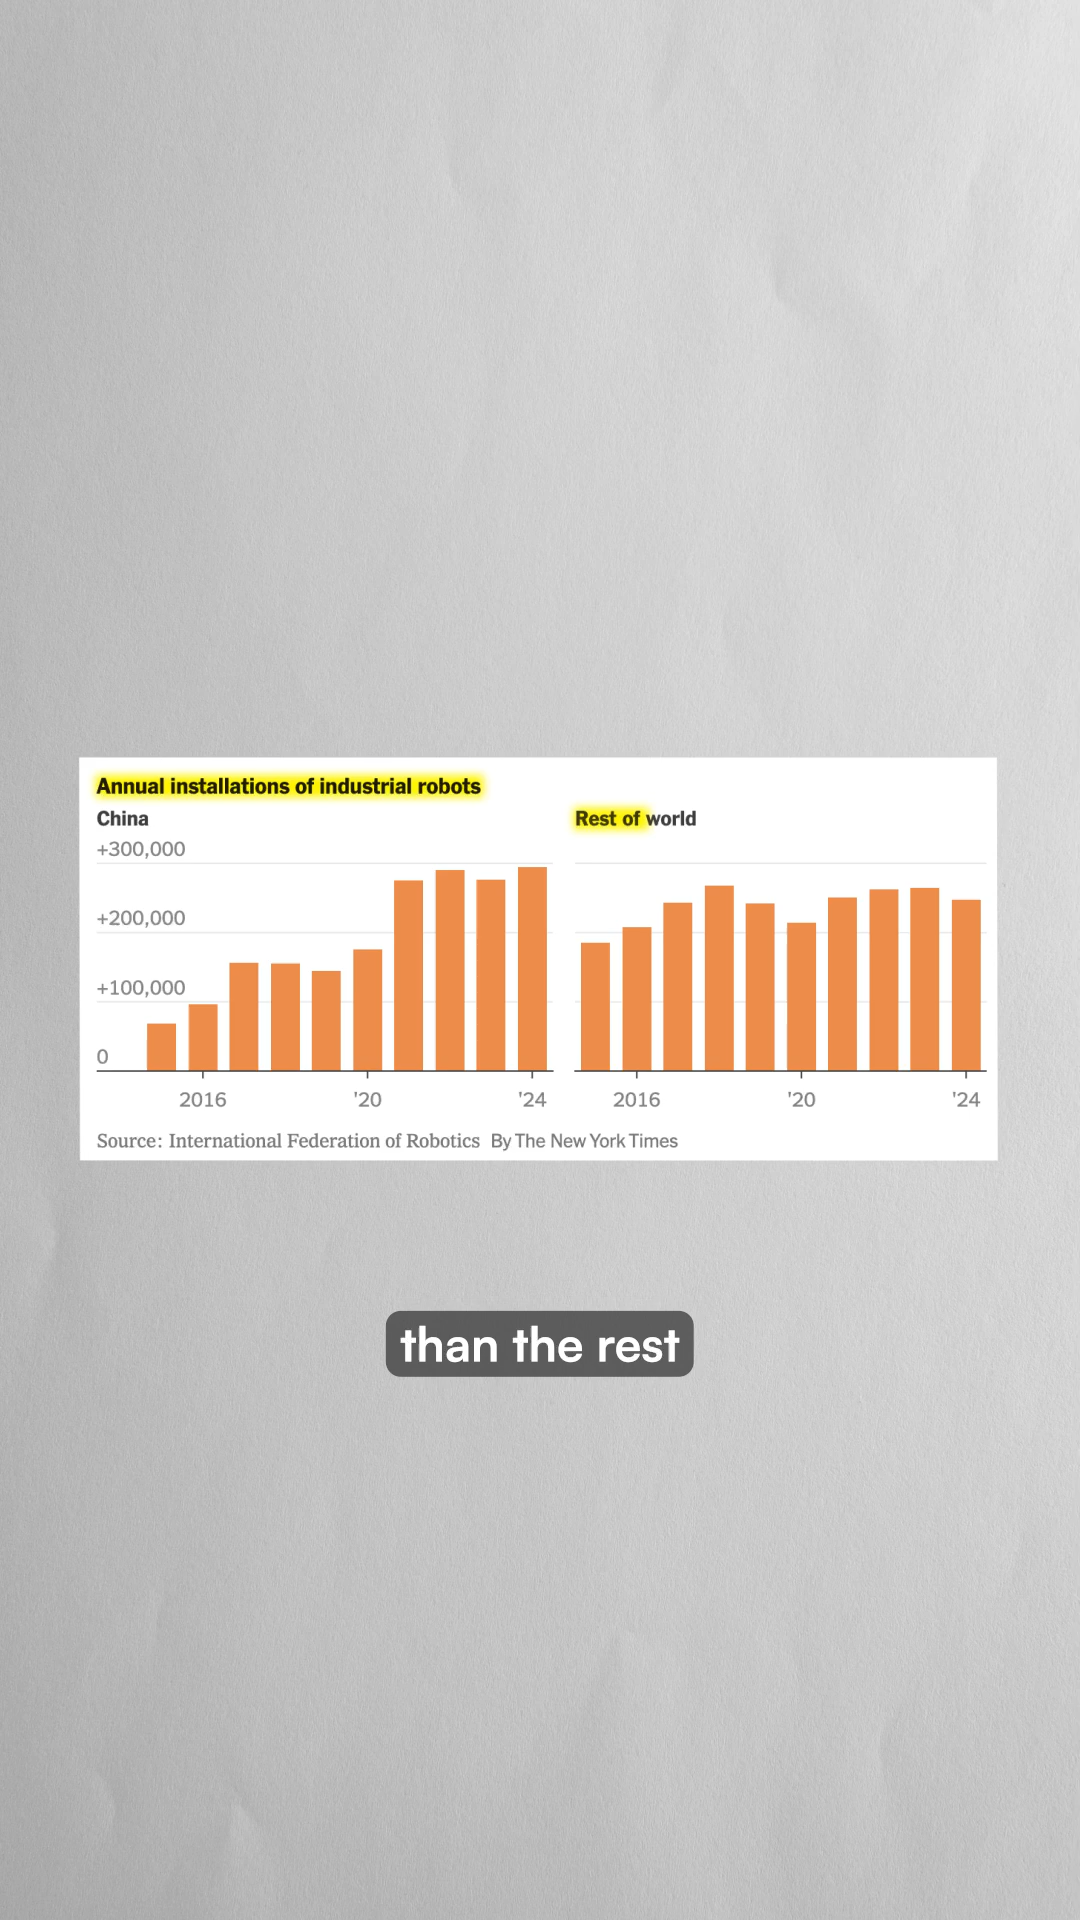 Annual installations of industrial robots
China
+300,000
+200,000
+100,000
0
2016 '20 '24
Rest of world
2016 '20 '24
Source: International Federation of Robotics By The New York Times
than the rest